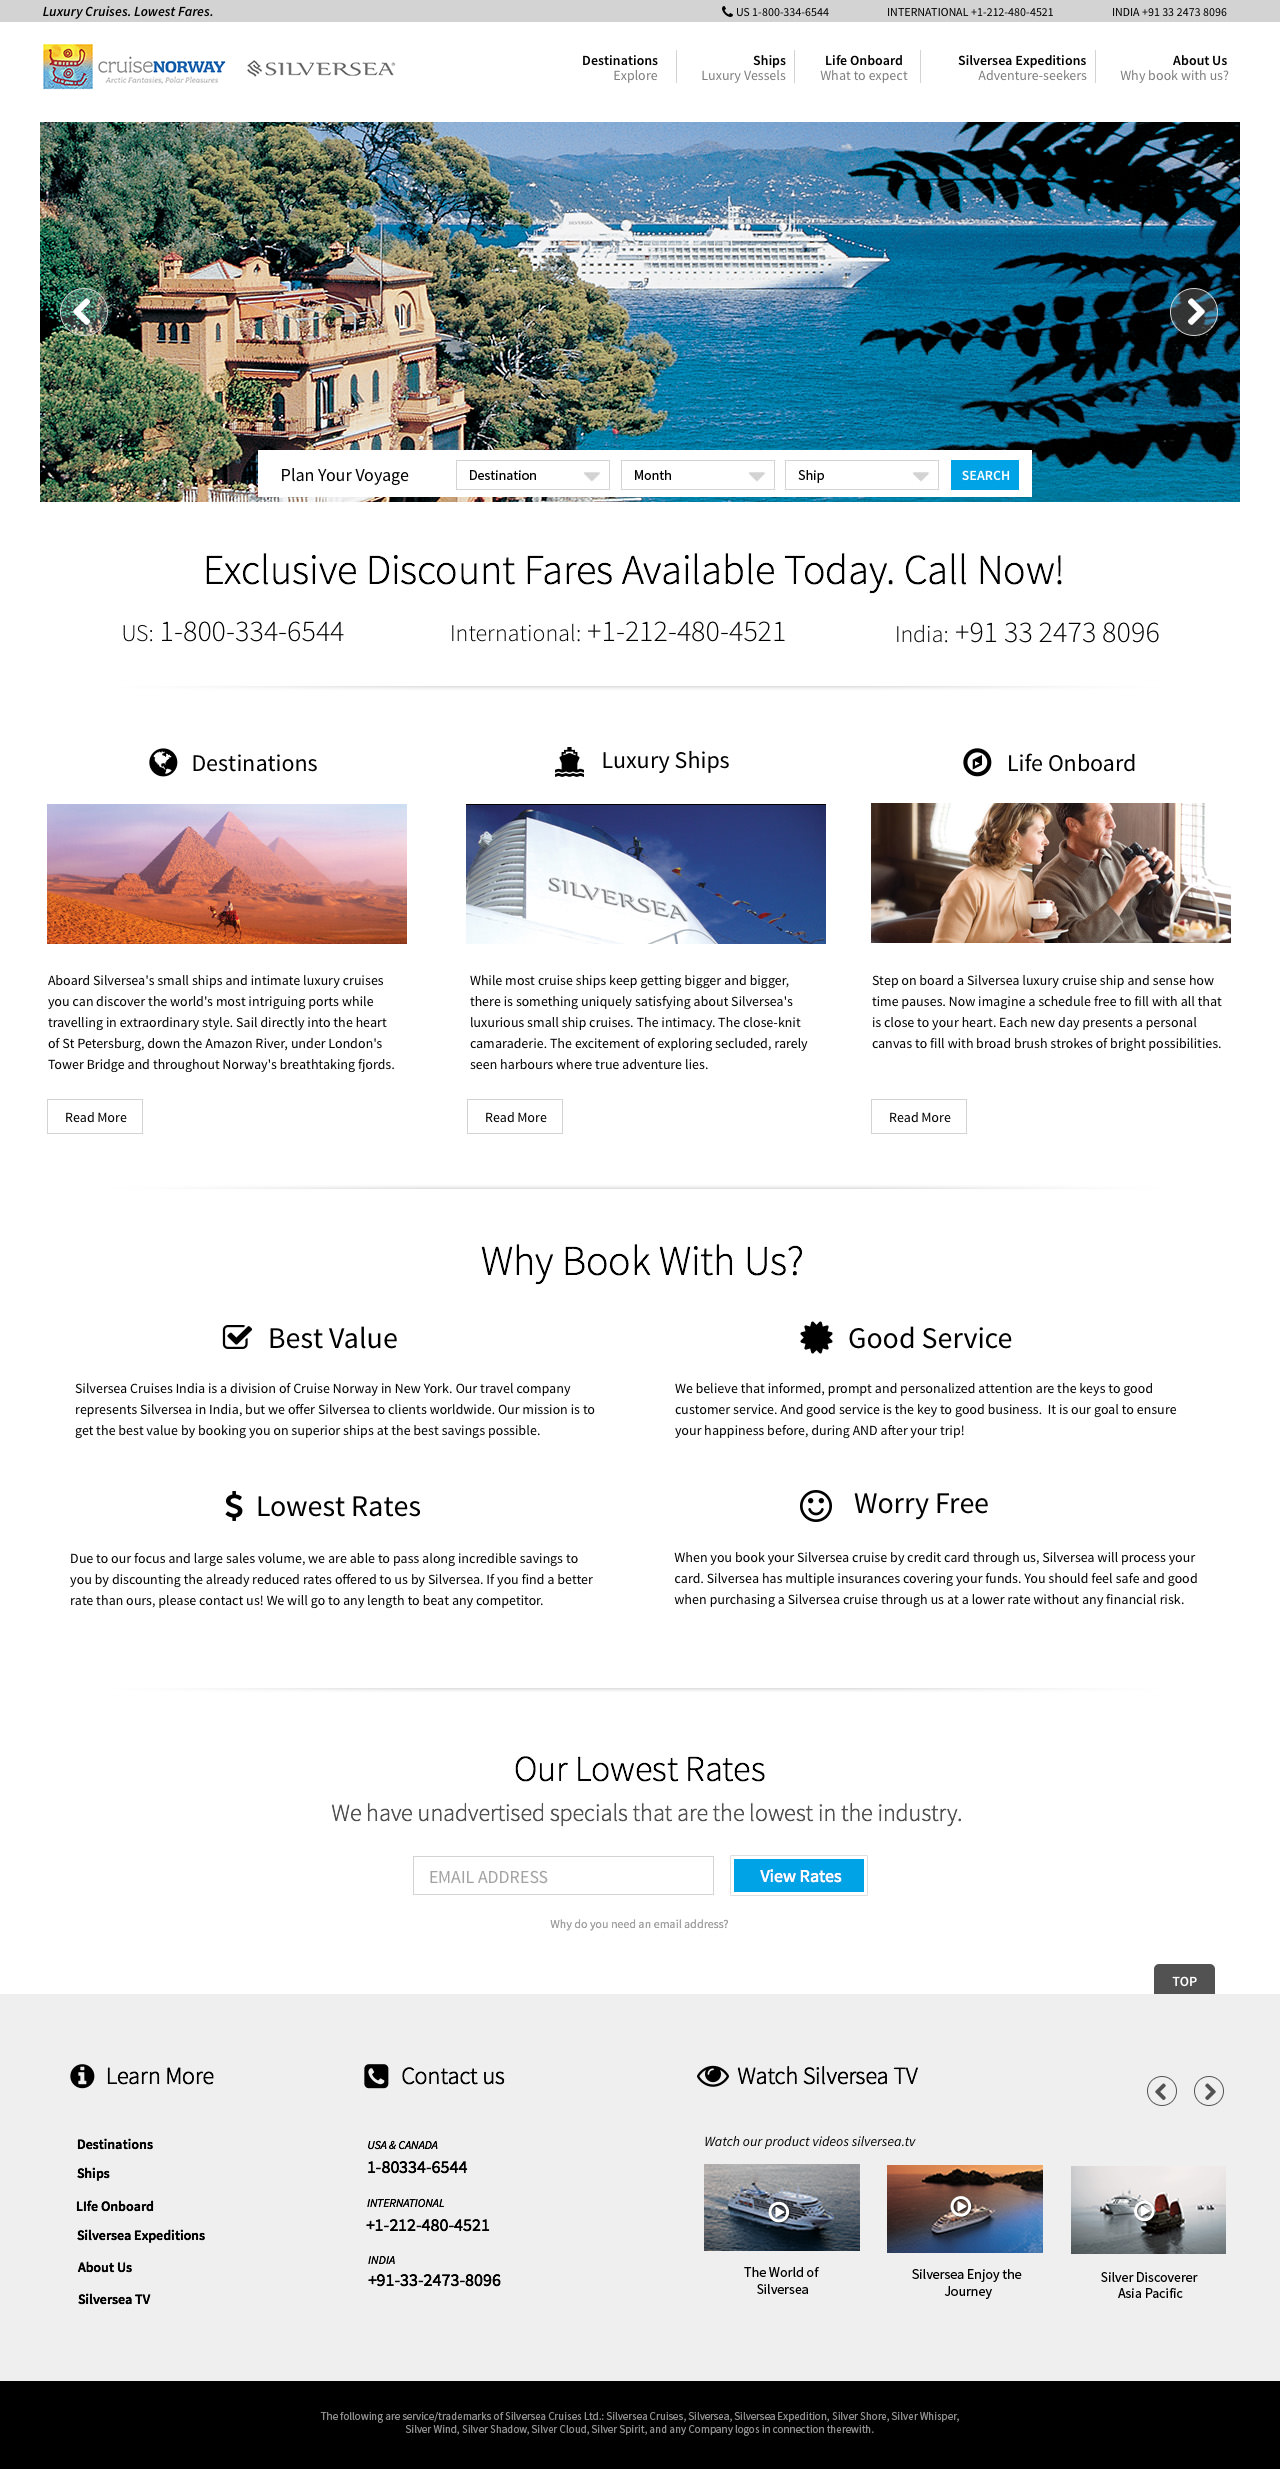 Luxury Cruises. Lowest Fares.
US 1-800-334-6544
INTERNATIONAL +1-212-480-4521
INDIA +91 33 2473 8096
cruiseNORWAY
Arctic Fantasies, Polar Pleasures
SILVERSEA®
Destinations
Explore
Ships
Luxury Vessels
Life Onboard
What to expect
Silversea Expeditions
Adventure-seekers
About Us
Why book with us?
SILVERSEA
Plan Your Voyage
Destination
Month
Ship
SEARCH
Exclusive Discount Fares Available Today. Call Now!
US: 1-800-334-6544
International: +1-212-480-4521
India: +91 33 2473 8096
Destinations
Luxury Ships
Life Onboard
SILVERSEA
Aboard Silversea's small ships and intimate luxury cruises
you can discover the world's most intriguing ports while
travelling in extraordinary style. Sail directly into the heart
of St Petersburg, down the Amazon River, under London's
Tower Bridge and throughout Norway's breathtaking fjords.
Read More
While most cruise ships keep getting bigger and bigger,
there is something uniquely satisfying about Silversea's
luxurious small ship cruises. The intimacy. The close-knit
camaraderie. The excitement of exploring secluded, rarely
seen harbours where true adventure lies.
Read More
Step on board a Silversea luxury cruise ship and sense how
time pauses. Now imagine a schedule free to fill with all that
is close to your heart. Each new day presents a personal
canvas to fill with broad brush strokes of bright possibilities.
Read More
Why Book With Us?
Best Value
Silversea Cruises India is a division of Cruise Norway in New York. Our travel company
represents Silversea in India, but we offer Silversea to clients worldwide. Our mission is to
get the best value by booking you on superior ships at the best savings possible.
Good Service
We believe that informed, prompt and personalized attention are the keys to good
customer service. And good service is the key to good business.  It is our goal to ensure
your happiness before, during AND after your trip!
Lowest Rates
Due to our focus and large sales volume, we are able to pass along incredible savings to
you by discounting the already reduced rates offered to us by Silversea. If you find a better
rate than ours, please contact us! We will go to any length to beat any competitor.
Worry Free
When you book your Silversea cruise by credit card through us, Silversea will process your
card. Silversea has multiple insurances covering your funds. You should feel safe and good
when purchasing a Silversea cruise through us at a lower rate without any financial risk.
Our Lowest Rates
We have unadvertised specials that are the lowest in the industry.
EMAIL ADDRESS
View Rates
Why do you need an email address?
TOP
Learn More
Destinations
Ships
LIfe Onboard
Silversea Expeditions
About Us
Silversea TV
Contact us
USA & CANADA
1-80334-6544
INTERNATIONAL
+1-212-480-4521
INDIA
+91-33-2473-8096
Watch Silversea TV
Watch our product videos silversea.tv
The World of
Silversea
Silversea Enjoy the
Journey
Silver Discoverer
Asia Pacific
The following are service/trademarks of Silversea Cruises Ltd.: Silversea Cruises, Silversea, Silversea Expedition, Silver Shore, Silver Whisper,
Silver Wind, Silver Shadow, Silver Cloud, Silver Spirit, and any Company logos in connection therewith.